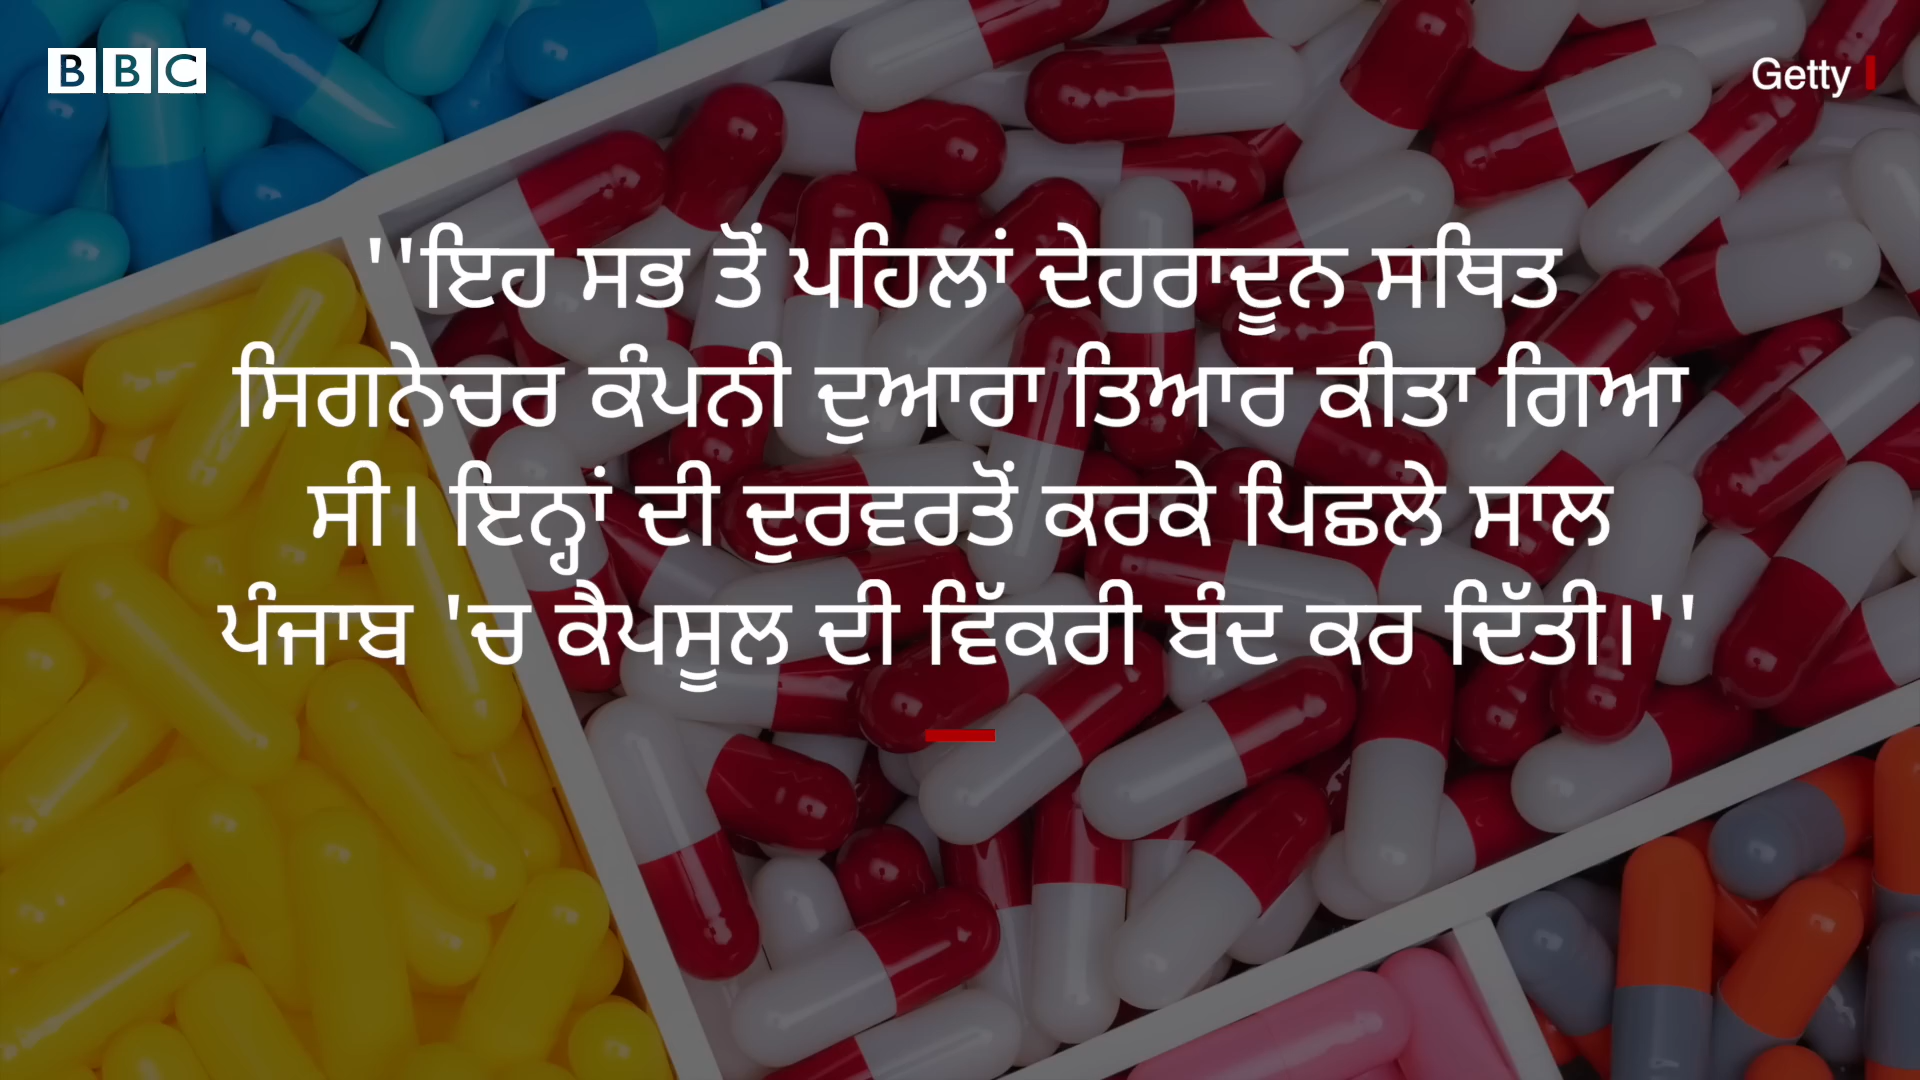 BBC
Getty
''ਇਹ ਸਭ ਤੋਂ ਪਹਿਲਾਂ ਦੇਹਰਾਦੂਨ ਸਥਿਤ
ਸਿਗਨੇਚਰ ਕੰਪਨੀ ਦੁਆਰਾ ਤਿਆਰ ਕੀਤਾ ਗਿਆ
ਸੀ। ਇਨ੍ਹਾਂ ਦੀ ਦੁਰਵਰਤੋਂ ਕਰਕੇ ਪਿਛਲੇ ਸਾਲ
ਪੰਜਾਬ 'ਚ ਕੈਪਸੂਲ ਦੀ ਵਿੱਕਰੀ ਬੰਦ ਕਰ ਦਿੱਤੀ।''